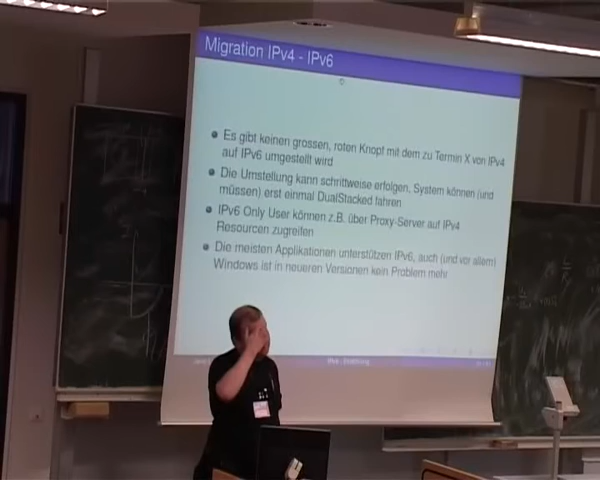 Migration IPv4 - IPv6
Es gibt keinen grossen, roten Knopf mit dem zu Termin X von IPv4
auf IPv6 umgestellt wird
Die Umstellung kann schrittweise erfolgen. System können (und
müssen) erst einmal DualStacked fahren
IPv6 Only User können z.B. über Proxy-Server auf IPv4
Resourcen zugreifen
Die meisten Applikationen unterstützen IPv6, auch (und vor allem)
Windows ist in neueren Versionen kein Problem mehr
IPv6 - Einführung